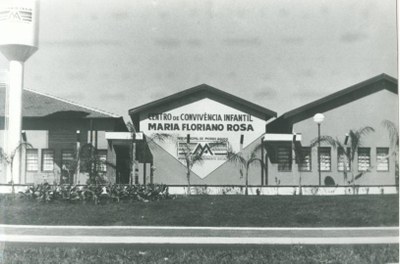 CENTRO DE CONVIVÊNCIA INFANTIL
MARIA FLORIANO ROSA